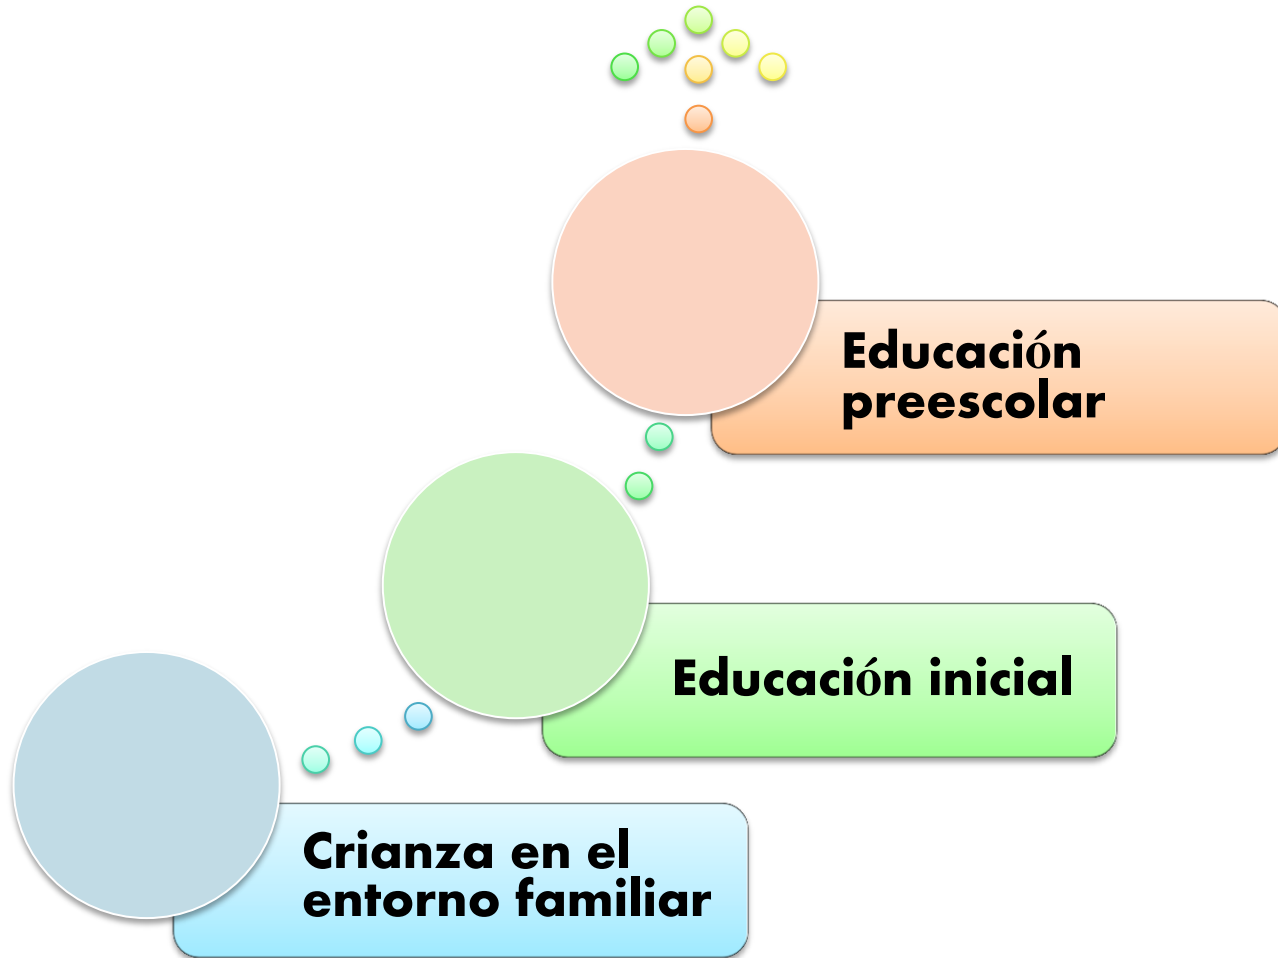 Educación
preescolar
Educación inicial
Crianza en el
entorno familiar